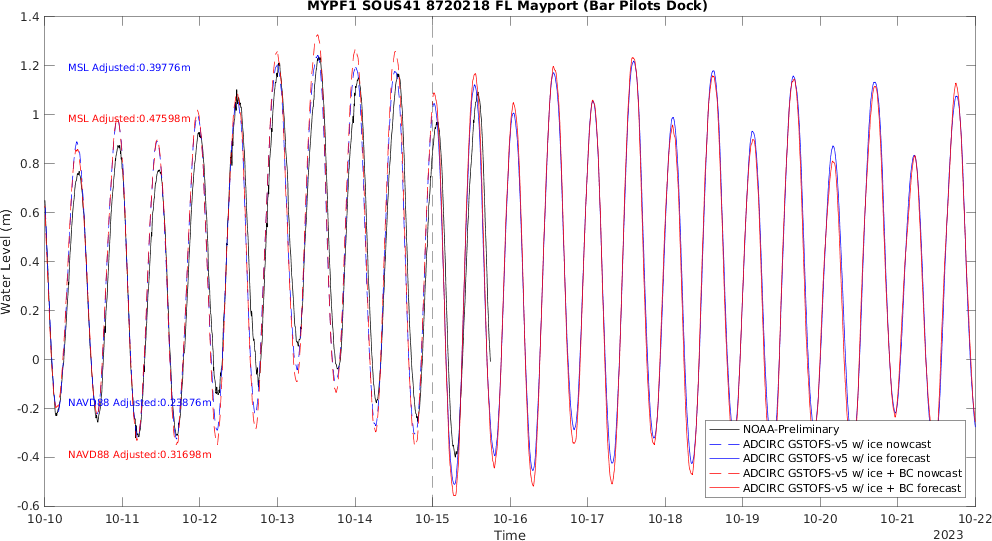 MYPF1 SOUS41 8720218 FL Mayport (Bar Pilots Dock)
Water Level (m)
1.4
1.2
1
0.8
0.6
0.4
0.2
0
-0.2
-0.4
-0.6
MSL Adjusted:0.39776m
MSL Adjusted:0.47598m
NAVD88 Adjusted:0.23876m
NAVD88 Adjusted:0.31698m
NOAA-Preliminary
ADCIRC GSTOFS-v5 w/ ice nowcast
ADCIRC GSTOFS-v5 w/ ice forecast
ADCIRC GSTOFS-v5 w/ ice + BC nowcast
ADCIRC GSTOFS-v5 w/ ice + BC forecast
10-10 10-11 10-12 10-13 10-14 10-15 10-16 10-17 10-18 10-19 10-20 10-21 10-22
Time
2023